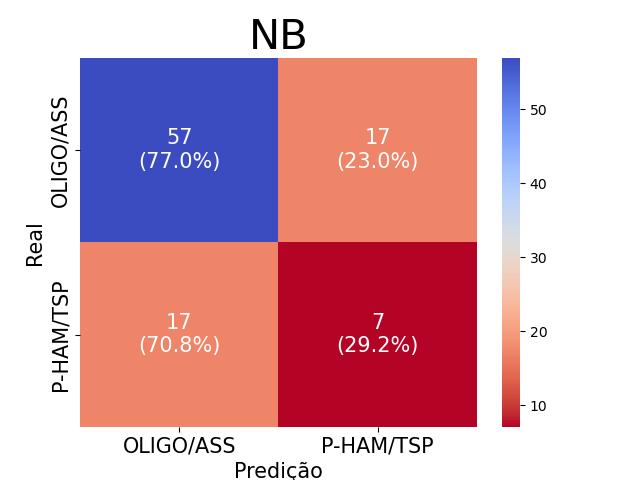 NB
OLIGO/ASS
P-HAM/TSP
Real
57
(77.0%)
17
(23.0%)
17
(70.8%)
7
(29.2%)
OLIGO/ASS
P-HAM/TSP
Predição
50
40
30
20
10